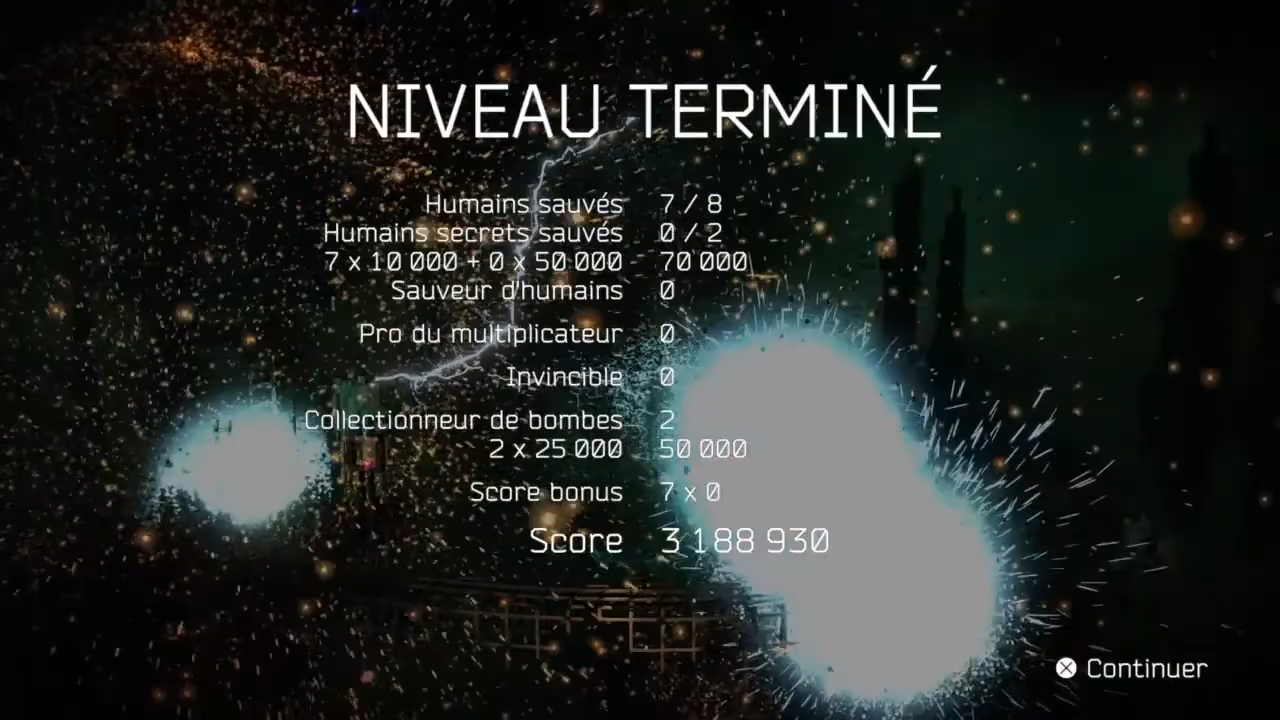 NIVEAU TERMINÉ
Humains sauvés 7 / 8
Humains secrets sauvés 0 / 2
7 x 10 000 + 0 x 50 000 70 000
Sauveur d'humains 0
Pro du multiplicateur 0
Invincible 0
Collectionneur de bombes 2
2 x 25 000 50 000
Score bonus 7 x 0
Score 3 188 930
Continuer